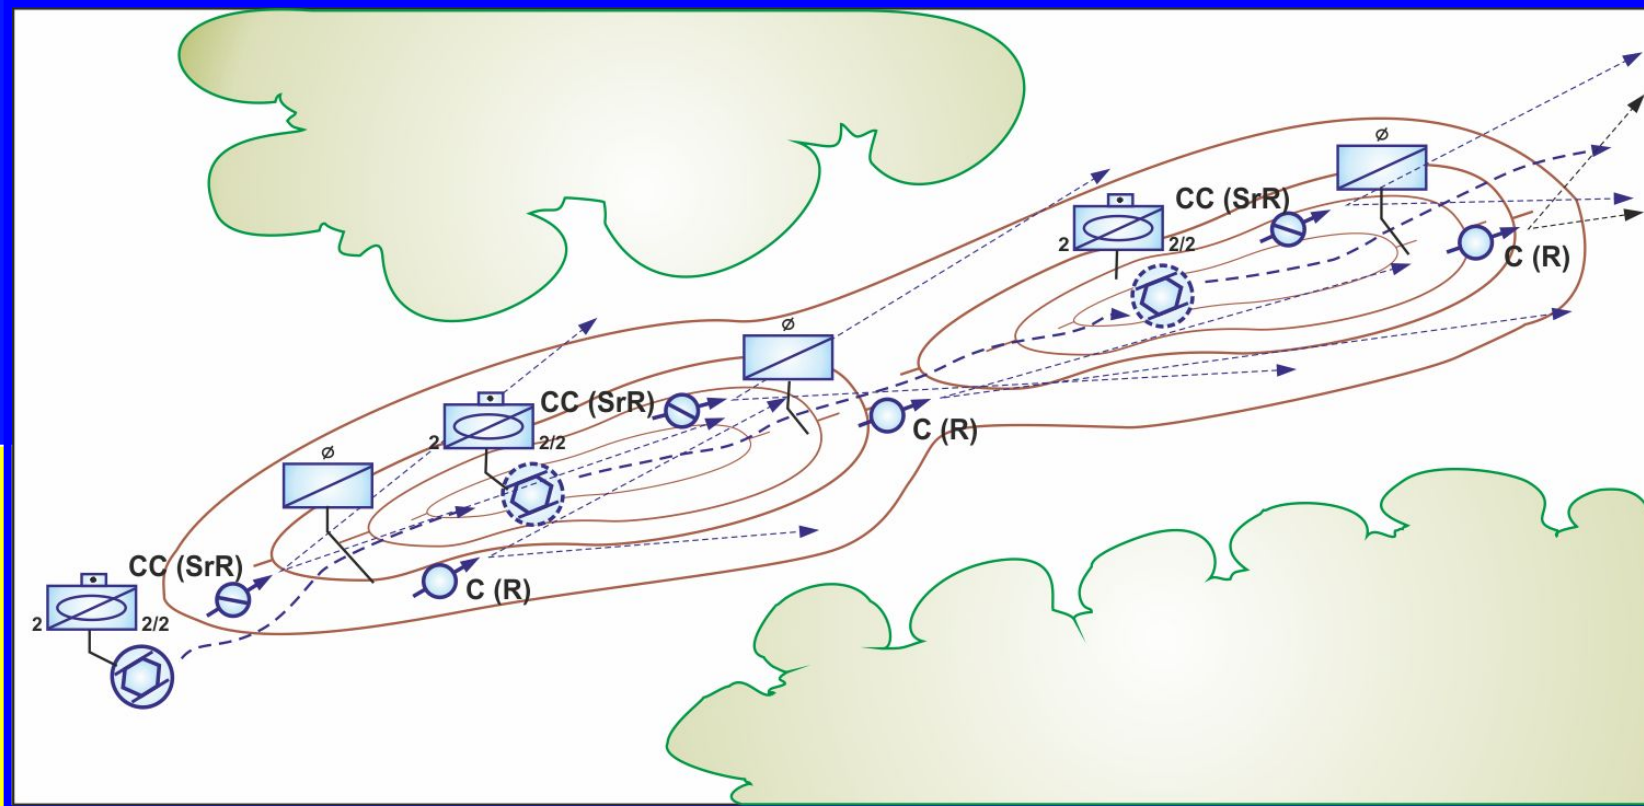 Ø
CC (SrR)
2
2/2
C (R)
Ø
CC (SrR)
2
2/2
C (R)
Ø
CC (SrR)
2
2/2
C (R)